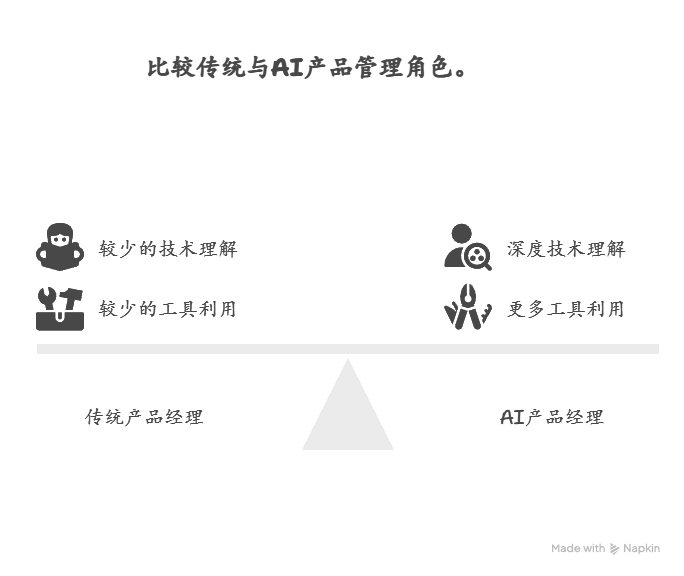 比较传统与AI产品管理角色。
较少的技术理解
深度技术理解
较少的工具利用
更多工具利用
传统产品经理
AI产品经理
Made with Napkin